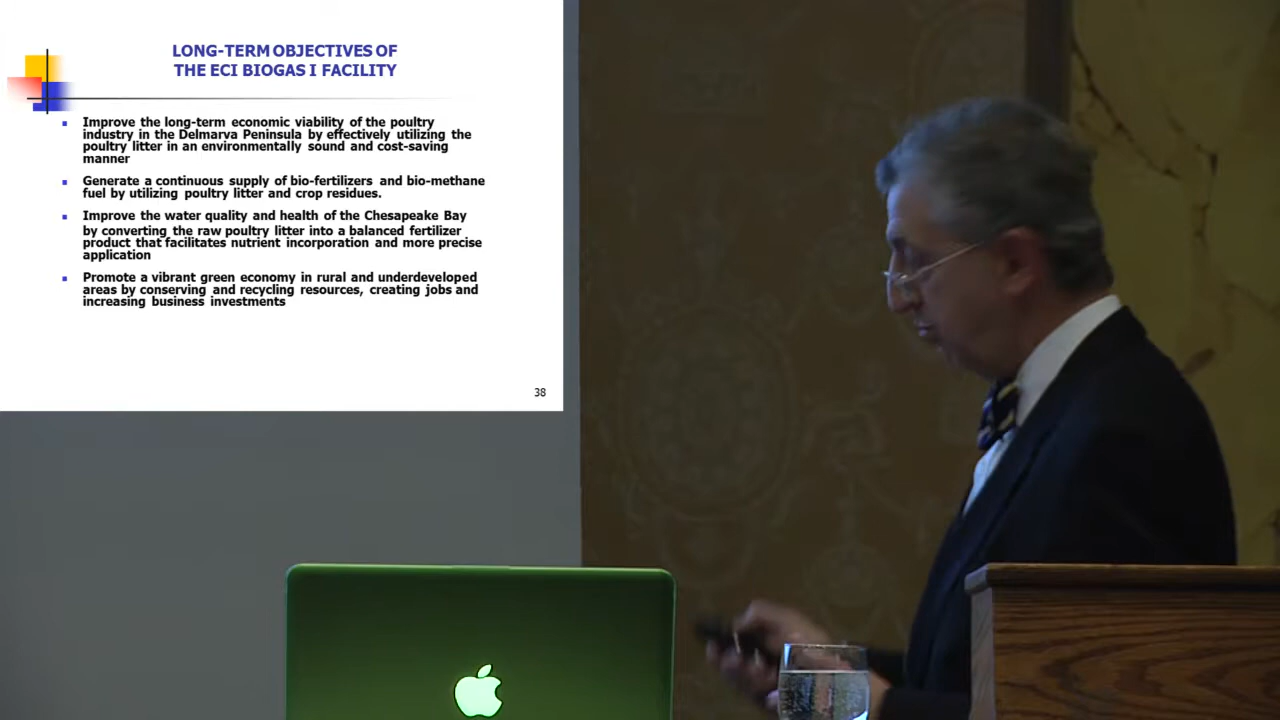 LONG-TERM OBJECTIVES OF
THE ECI BIOGAS I FACILITY
Improve the long-term economic viability of the poultry
industry in the Delmarva Peninsula by effectively utilizing the
poultry litter in an environmentally sound and cost-saving
manner
Generate a continuous supply of bio-fertilizers and bio-methane
fuel by utilizing poultry litter and crop residues.
Improve the water quality and health of the Chesapeake Bay
by converting the raw poultry litter into a balanced fertilizer
product that facilitates nutrient incorporation and more precise
application
Promote a vibrant green economy in rural and underdeveloped
areas by conserving and recycling resources, creating jobs and
increasing business investments
38